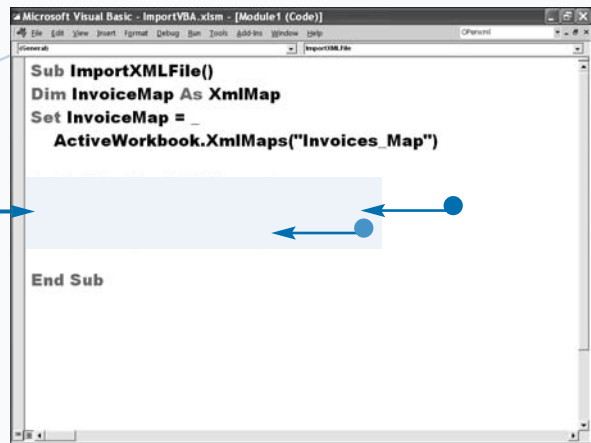 Microsoft Visual Basic - ImportVBA.xlsm - [Module1 (Code)]
File Edit View Insert Format Debug Run Tools Add-Ins Window Help
(General) ImportXMLFile
Sub ImportXMLFile()
Dim InvoiceMap As XmlMap
Set InvoiceMap = _
ActiveWorkbook.XmlMaps("Invoices_Map")
End Sub